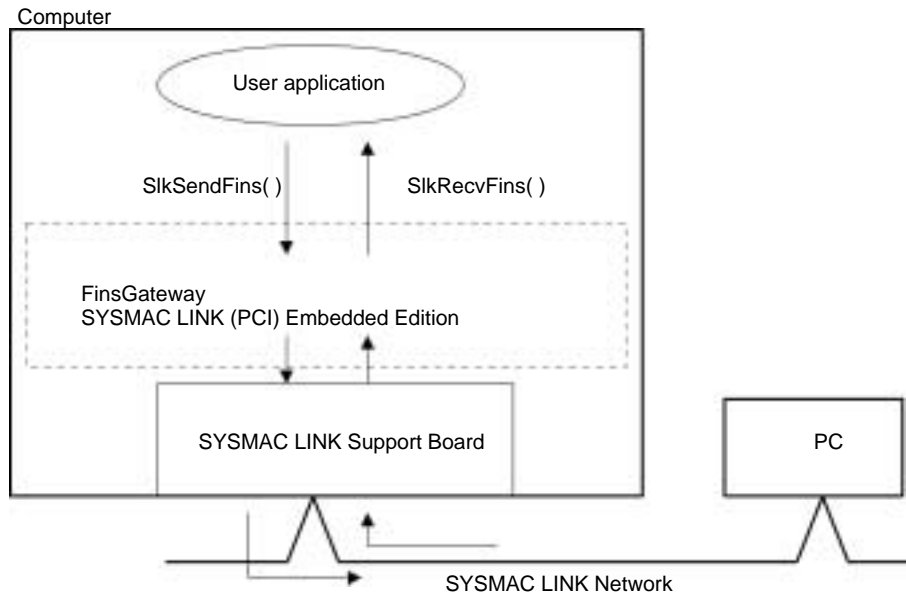 Computer
User application
SlkSendFins( )
SlkRecvFins( )
FinsGateway
SYSMAC LINK (PCI) Embedded Edition
SYSMAC LINK Support Board
PC
SYSMAC LINK Network